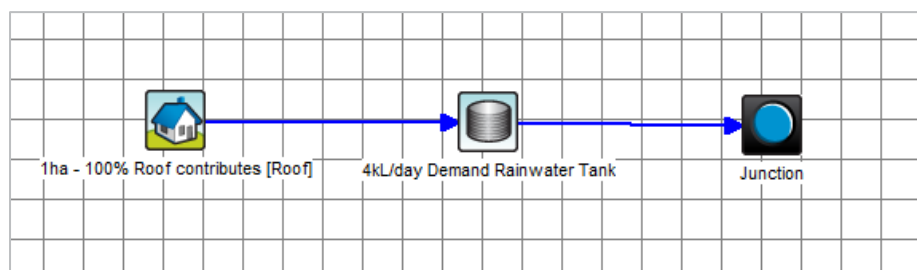 1ha - 100% Roof contributes [Roof]
4kL/day Demand Rainwater Tank
Junction